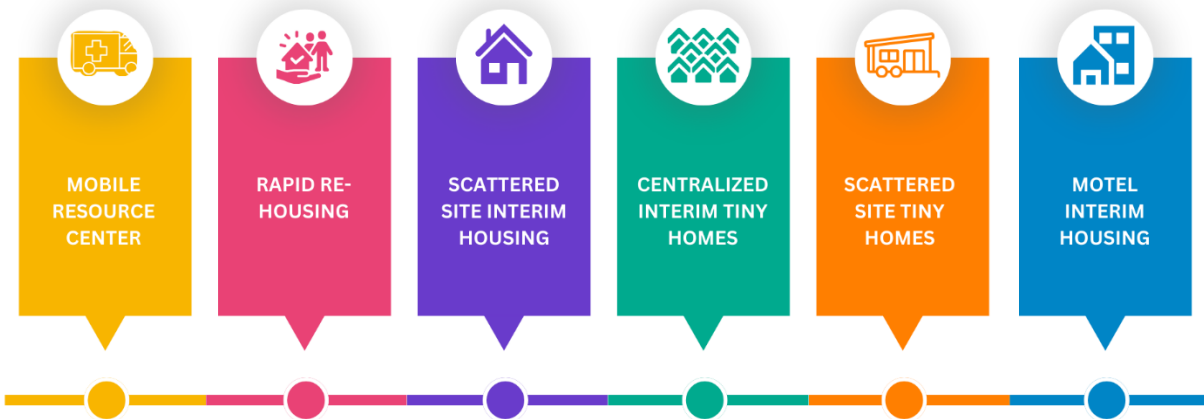 MOBILE
RESOURCE
CENTER
RAPID RE-
HOUSING
SCATTERED
SITE INTERIM
HOUSING
CENTRALIZED
INTERIM TINY
HOMES
SCATTERED
SITE TINY
HOMES
MOTEL
INTERIM
HOUSING